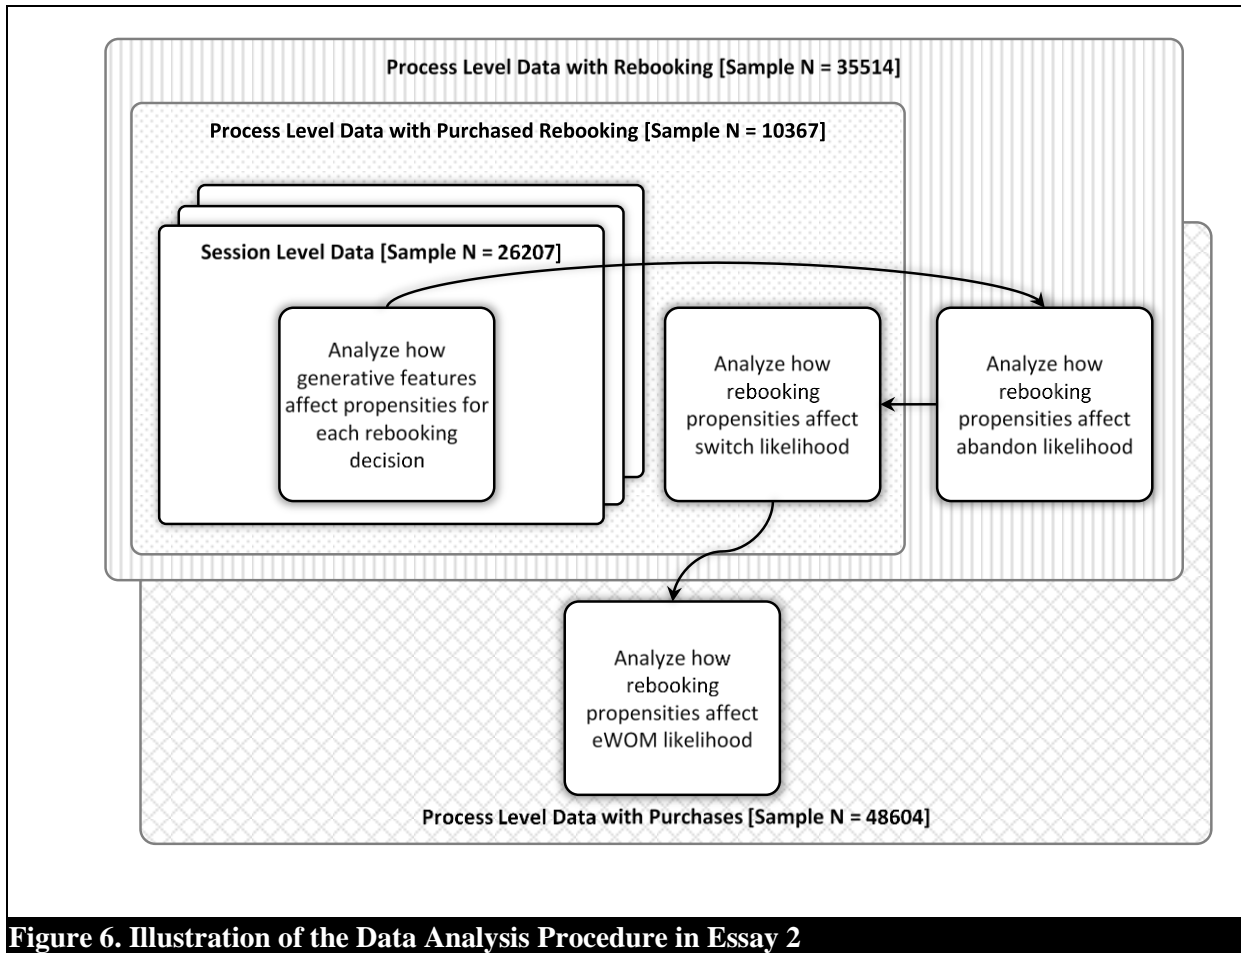 Process Level Data with Rebooking [Sample N = 35514]
Process Level Data with Purchased Rebooking [Sample N = 10367]
Session Level Data [Sample N = 26207]
Analyze how
generative features
affect propensities for
each rebooking
decision
Analyze how
rebooking
propensities affect
switch likelihood
Analyze how
rebooking
propensities affect
abandon likelihood
Analyze how
rebooking
propensities affect
eWOM likelihood
Process Level Data with Purchases [Sample N = 48604]
Figure 6. Illustration of the Data Analysis Procedure in Essay 2